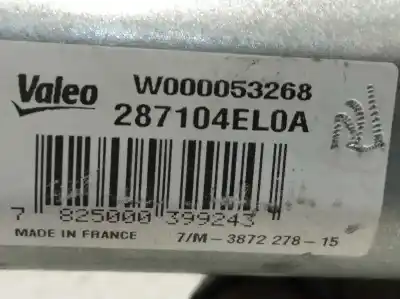 Valeo W000053268
287104EL0A
7 825000 399243
MADE IN FRANCE 7/M-3872 278-15